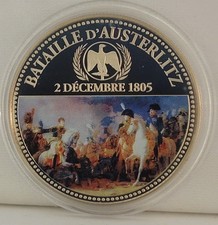 BATAILLE D'AUSTERLITZ
2 DÉCEMBRE 1805